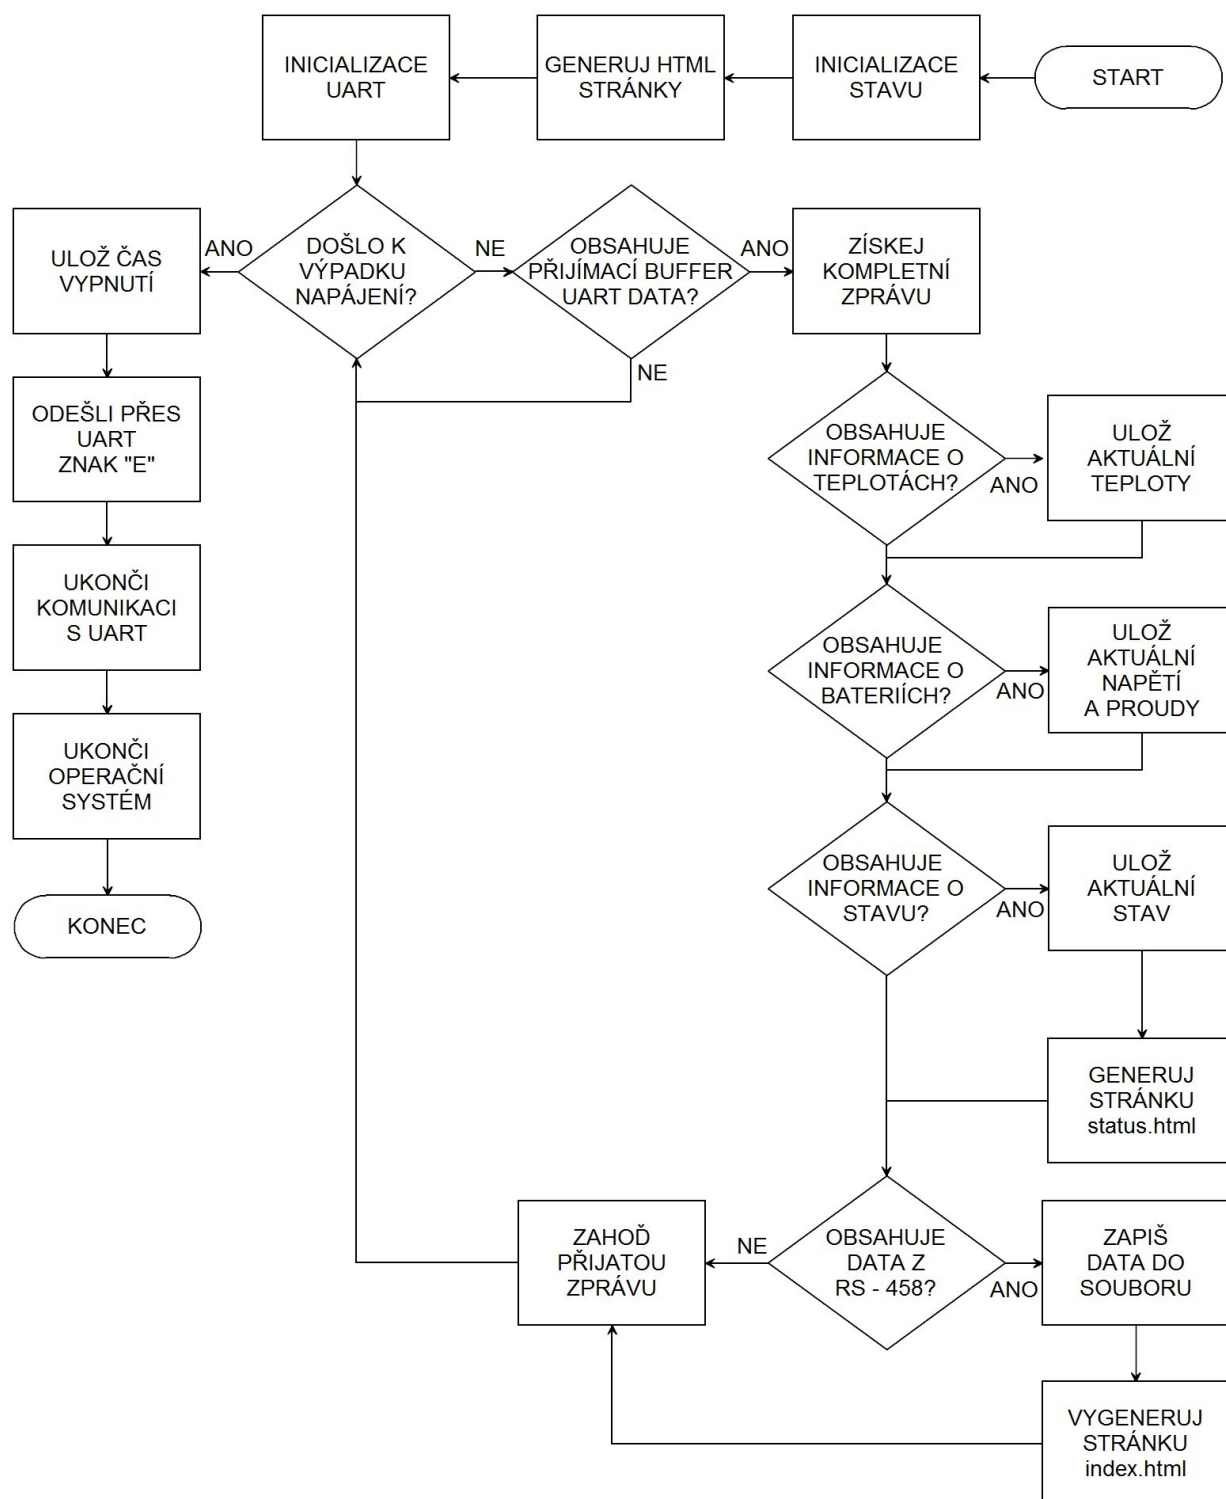 INICIALIZACE
UART
GENERUJ HTML
STRÁNKY
INICIALIZACE
STAVU
START
ULOŽ ČAS
VYPNUTÍ
ANO
DOŠLO K
VÝPADKU
NAPÁJENÍ?
NE
OBSAHUJE
PŘIJÍMACÍ BUFFER
UART DATA?
ANO
NE
ZÍSKEJ
KOMPLETNÍ
ZPRÁVU
ODEŠLI PŘES
UART
ZNAK "E"
OBSAHUJE
INFORMACE O
TEPLOTÁCH?
ANO
ULOŽ
AKTUÁLNÍ
TEPLOTY
UKONČI
KOMUNIKACI
S UART
OBSAHUJE
INFORMACE O
BATERIÍCH?
ANO
ULOŽ
AKTUÁLNÍ
NAPĚTÍ
A PROUDY
UKONČI
OPERAČNÍ
SYSTÉM
OBSAHUJE
INFORMACE O
STAVU?
ANO
ULOŽ
AKTUÁLNÍ
STAV
KONEC
GENERUJ
STRÁNKU
status.html
ZAHOĎ
PŘIJATOU
ZPRÁVU
NE
OBSAHUJE
DATA Z
RS - 458?
ANO
ZAPIŠ
DATA DO
SOUBORU
VYGENERUJ
STRÁNKU
index.html